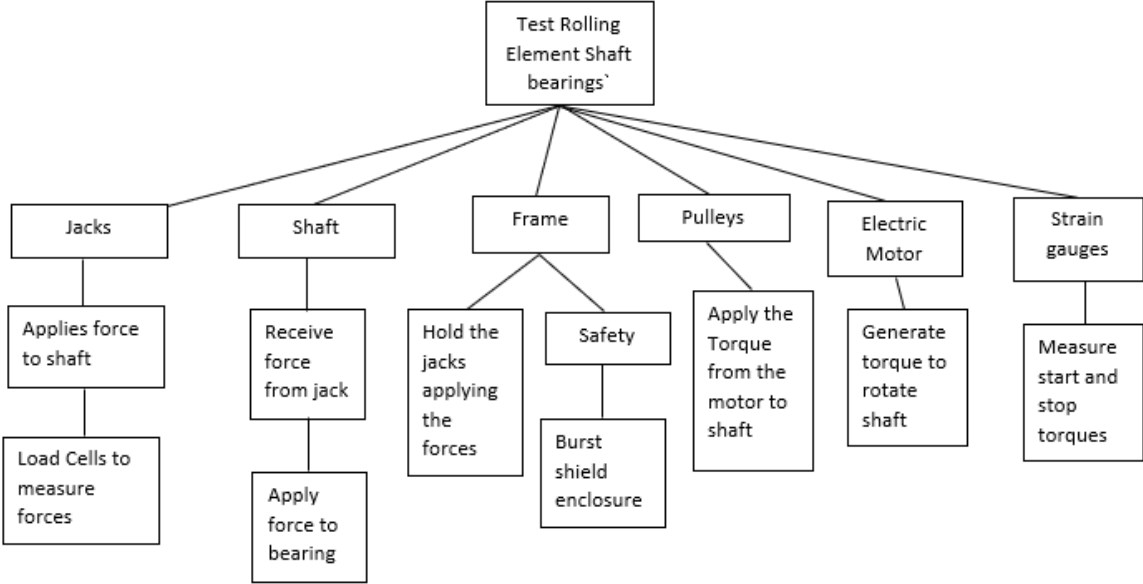 Test Rolling
Element Shaft
bearings`
Jacks
Shaft
Frame
Pulleys
Electric
Motor
Strain
gauges
Applies force
to shaft
Receive
force
from jack
Hold the
jacks
applying
the
forces
Safety
Apply the
Torque
from the
motor to
shaft
Generate
torque to
rotate
shaft
Measure
start and
stop
torques
Load Cells to
measure
forces
Apply
force to
bearing
Burst
shield
enclosure